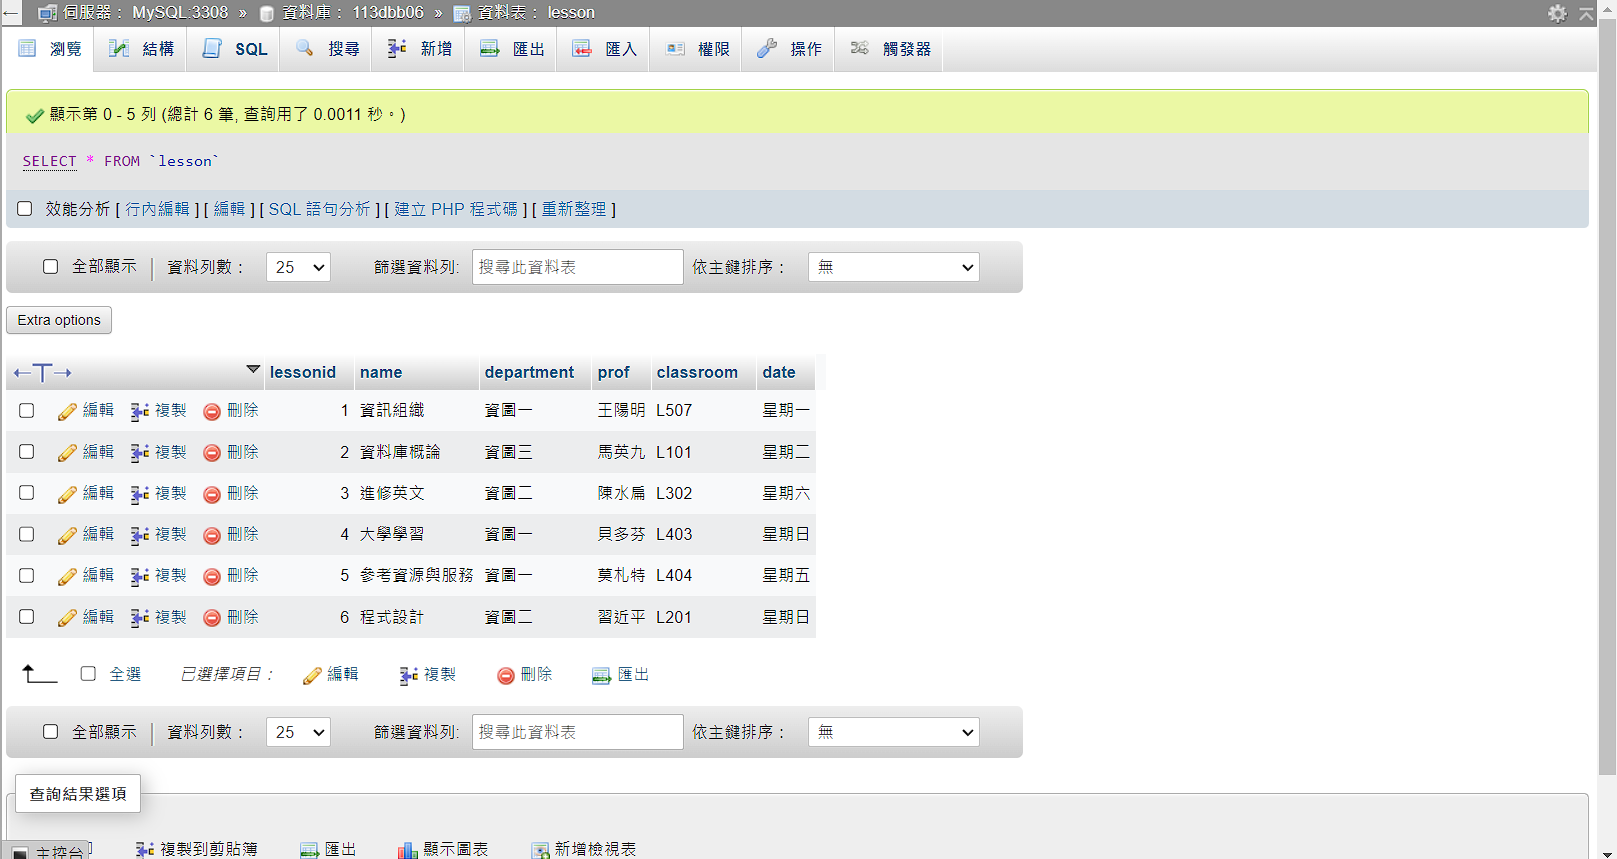 伺服器： MySQL:3308 » 資料庫： 113dbb06 » 資料表： lesson
瀏覽 結構 SQL 搜尋 新增 匯出 匯入 權限 操作 觸發器
顯示第 0 - 5 列 (總計 6 筆, 查詢用了 0.0011 秒。)
SELECT * FROM `lesson`
效能分析 [ 行內編輯 ] [ 編輯 ] [ SQL 語句分析 ] [ 建立 PHP 程式碼 ] [ 重新整理 ]
全部顯示 資料列數： 25 篩選資料列: 搜尋此資料表 依主鍵排序： 無
Extra options
←T→ lessonid name department prof classroom date
編輯 複製 刪除 1 資訊組織 資圖一 王陽明 L507 星期一
編輯 複製 刪除 2 資料庫概論 資圖三 馬英九 L101 星期二
編輯 複製 刪除 3 進修英文 資圖二 陳水扁 L302 星期六
編輯 複製 刪除 4 大學學習 資圖一 貝多芬 L403 星期日
編輯 複製 刪除 5 參考資源與服務 資圖一 莫札特 L404 星期五
編輯 複製 刪除 6 程式設計 資圖二 習近平 L201 星期日
全選 已選擇項目： 編輯 複製 刪除 匯出
全部顯示 資料列數： 25 篩選資料列: 搜尋此資料表 依主鍵排序： 無
查詢結果選項
主控台 複製到剪貼簿 匯出 顯示圖表 新增檢視表